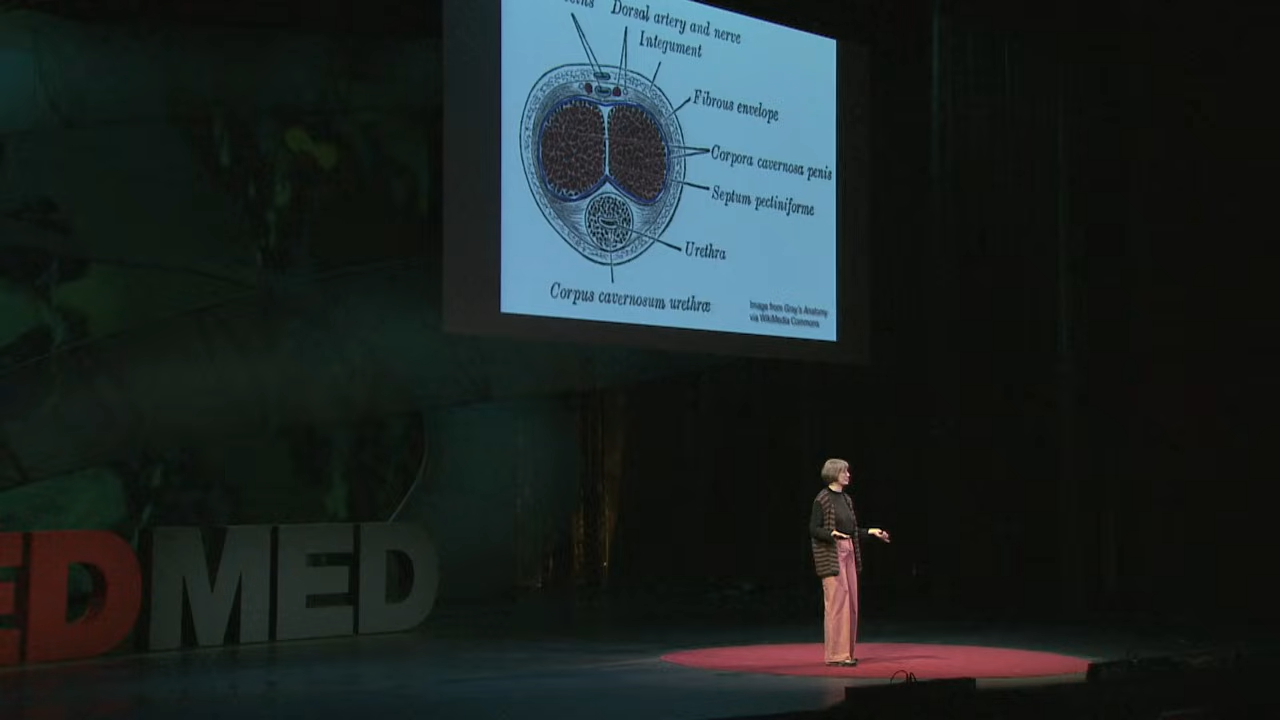 Dorsal artery and nerve
Integument
Fibrous envelope
Corpora cavernosa penis
Septum pectiniforme
Urethra
Corpus cavernosum urethræ
Image from Gray's Anatomy
via WikiMedia Commons
EDMED